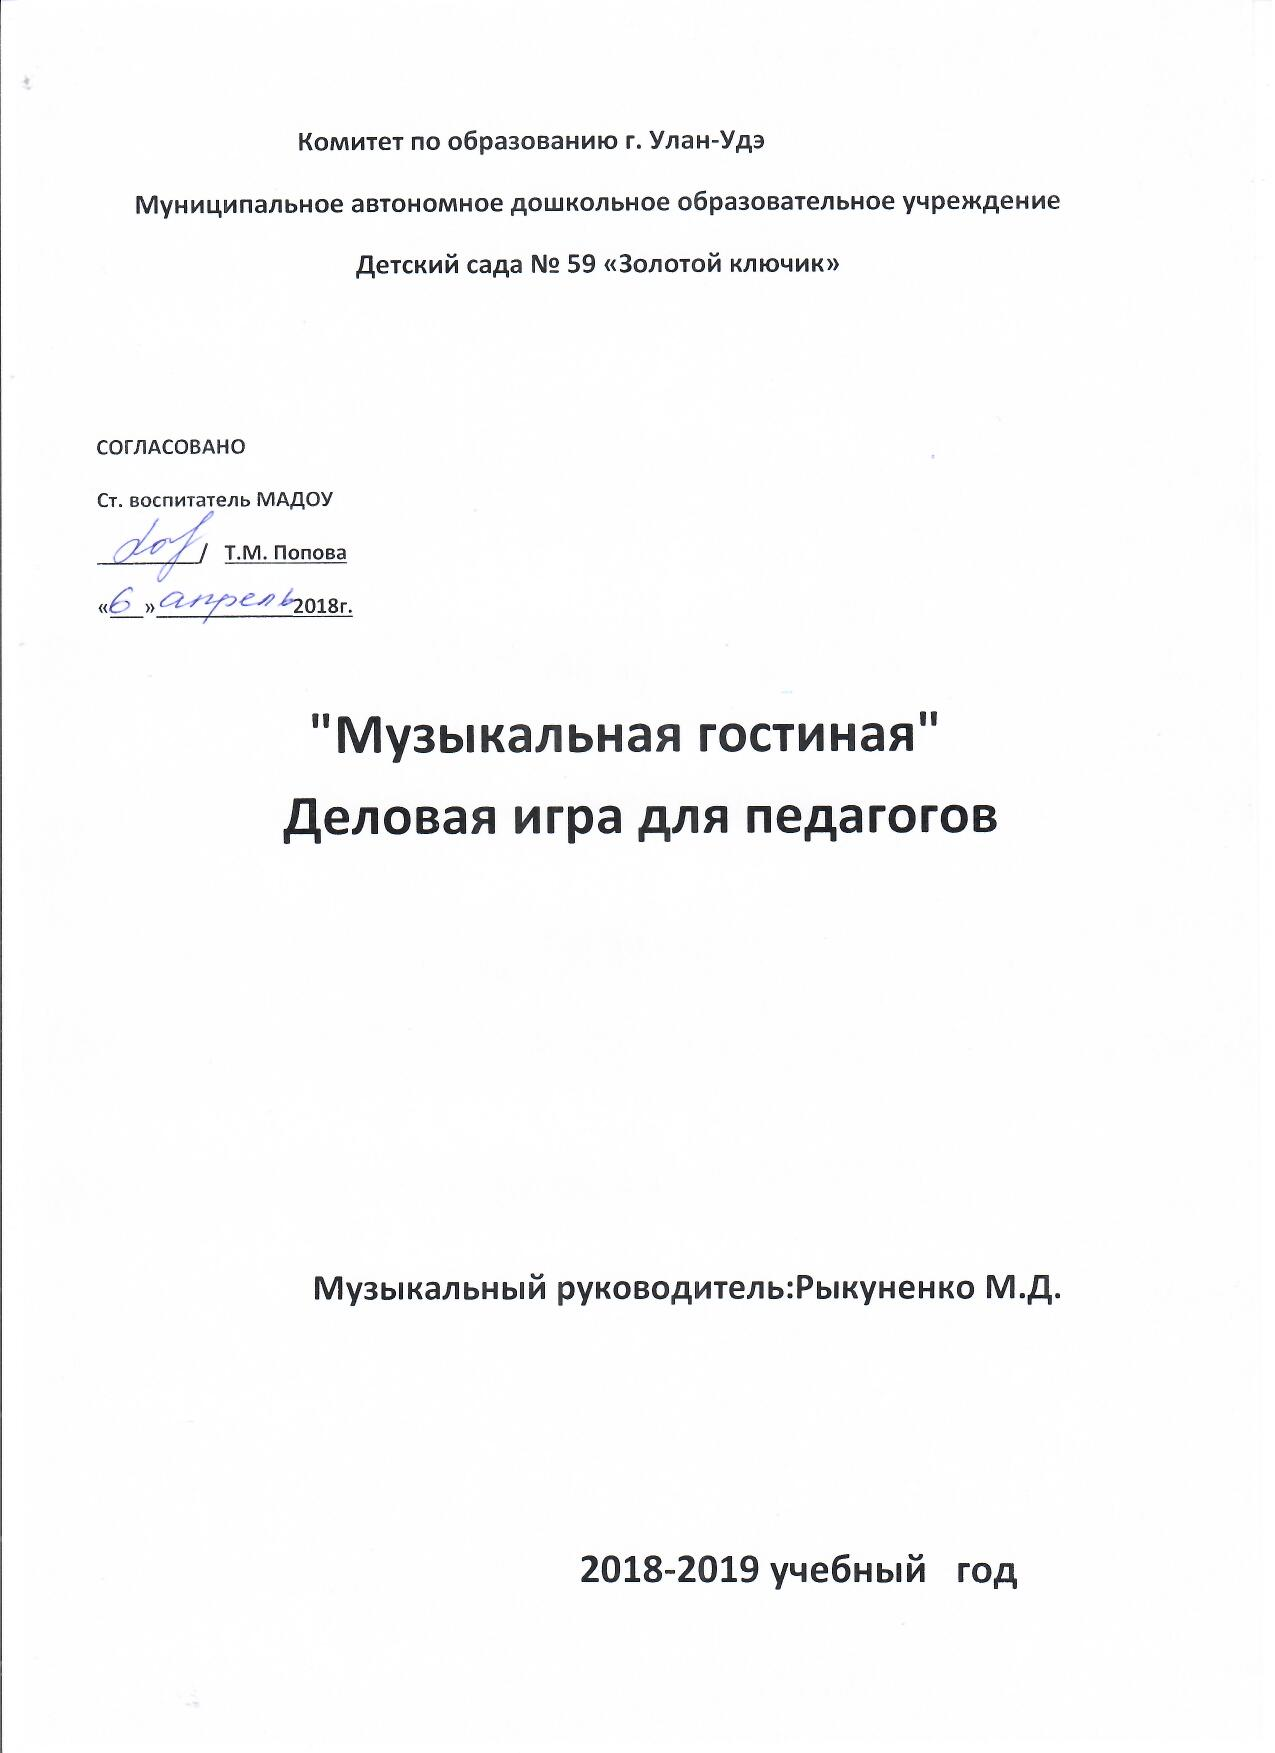 Комитет по образованию г. Улан-Удэ
Муниципальное автономное дошкольное образовательное учреждение
Детский сада № 59 «Золотой ключик»
СОГЛАСОВАНО
Ст. воспитатель МАДОУ
/ Т.М. Попова
«6» апрель 2018г.
"Музыкальная гостиная"
Деловая игра для педагогов
Музыкальный руководитель:Рыкуненко М.Д.
2018-2019 учебный год